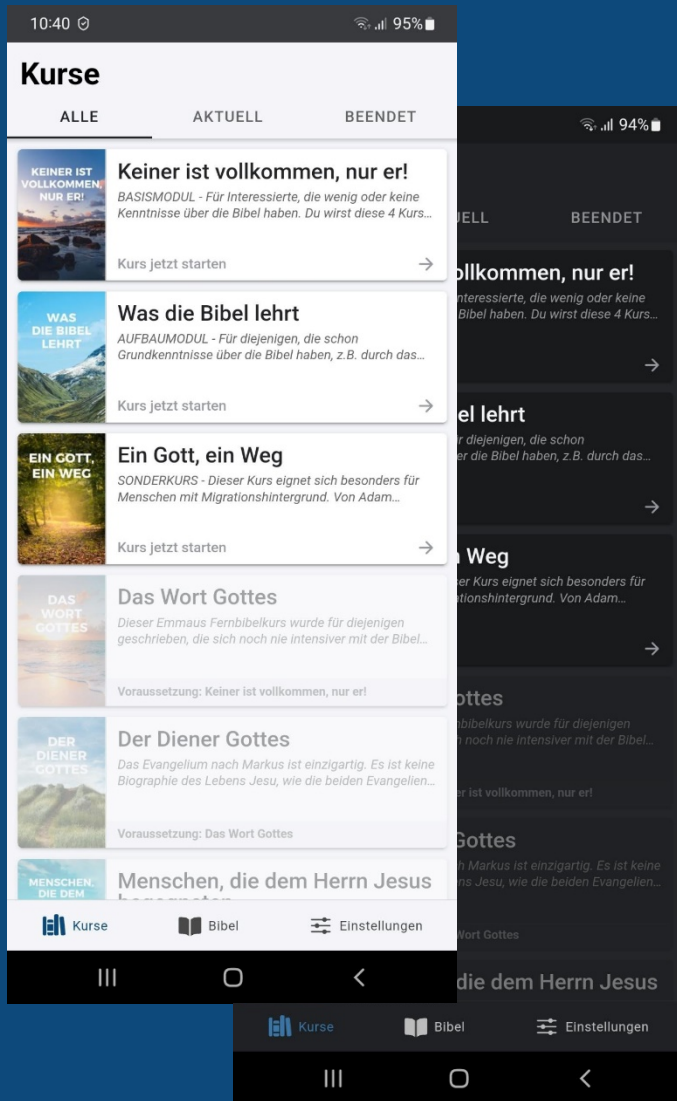 10:40
95%
Kurse
ALLE
AKTUELL
BEENDET
KEINER IST
VOLLKOMMEN,
NUR ER!
Keiner ist vollkommen, nur er!
BASISMODUL - Für Interessierte, die wenig oder keine
Kenntnisse über die Bibel haben. Du wirst diese 4 Kurs...
Kurs jetzt starten
WAS
DIE BIBEL
LEHRT
Was die Bibel lehrt
AUFBAUMODUL - Für diejenigen, die schon
Grundkenntnisse über die Bibel haben, z.B. durch das...
Kurs jetzt starten
EIN GOTT,
EIN WEG
Ein Gott, ein Weg
SONDERKURS - Dieser Kurs eignet sich besonders für
Menschen mit Migrationshintergrund. Von Adam...
Kurs jetzt starten
DAS
WORT
GOTTES
Das Wort Gottes
Dieser Emmaus Fernbibelkurs wurde für diejenigen
geschrieben, die sich noch nie intensiver mit der Bibel...
Voraussetzung: Keiner ist vollkommen, nur er!
DER
DIENER
GOTTES
Der Diener Gottes
Das Evangelium nach Markus ist einzigartig. Es ist keine
Biographie des Lebens Jesu, wie die beiden Evangelien...
Voraussetzung: Das Wort Gottes
MENSCHEN,
DIE DEM
Menschen, die dem Herrn Jesus
Kurse
Bibel
Einstellungen
94%
UELL
BEENDET
ollkommen, nur er!
nteressierte, die wenig oder keine
Bibel haben. Du wirst diese 4 Kurs...
el lehrt
r diejenigen, die schon
er die Bibel haben, z.B. durch das...
Weg
ser Kurs eignet sich besonders für
ationshintergrund. Von Adam...
ottes
nbibelkurs wurde für diejenigen
h noch nie intensiver mit der Bibel...
er ist vollkommen, nur er!
Gottes
h Markus ist einzigartig. Es ist keine
ns Jesu, wie die beiden Evangelien...
Wort Gottes
die dem Herrn Jesus
Kurse
Bibel
Einstellungen